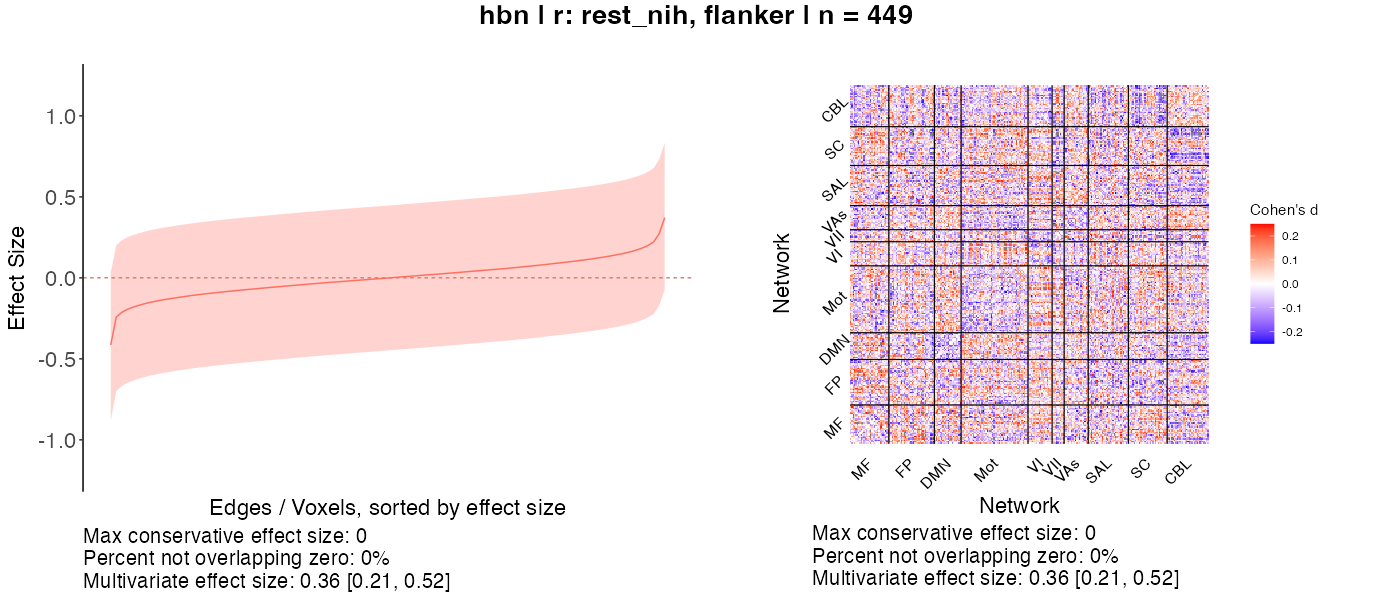 hbn | r: rest_nih, flanker | n = 449
1.0
0.5
0.0
-0.5
-1.0
Effect Size
Edges / Voxels, sorted by effect size
Max conservative effect size: 0
Percent not overlapping zero: 0%
Multivariate effect size: 0.36 [0.21, 0.52]
CBL
SC
SAL
VAs
VII
VI
Mot
DMN
FP
MF
Network
MF
FP
DMN
Mot
VI
VII
VAs
SAL
SC
CBL
Network
Max conservative effect size: 0
Percent not overlapping zero: 0%
Multivariate effect size: 0.36 [0.21, 0.52]
Cohen's d
0.2
0.1
0.0
-0.1
-0.2